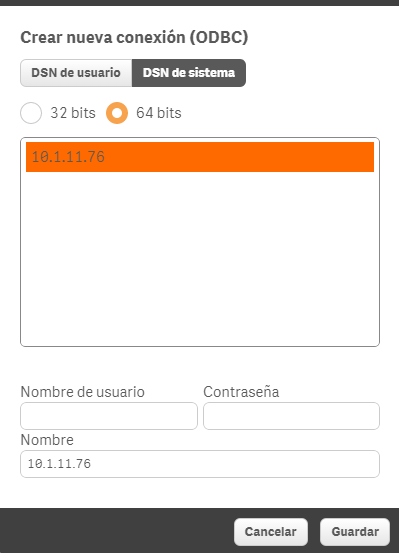 Crear nueva conexión (ODBC)
DSN de usuario DSN de sistema
32 bits 64 bits
10.1.11.76
Nombre de usuario Contraseña
Nombre
10.1.11.76
Cancelar Guardar